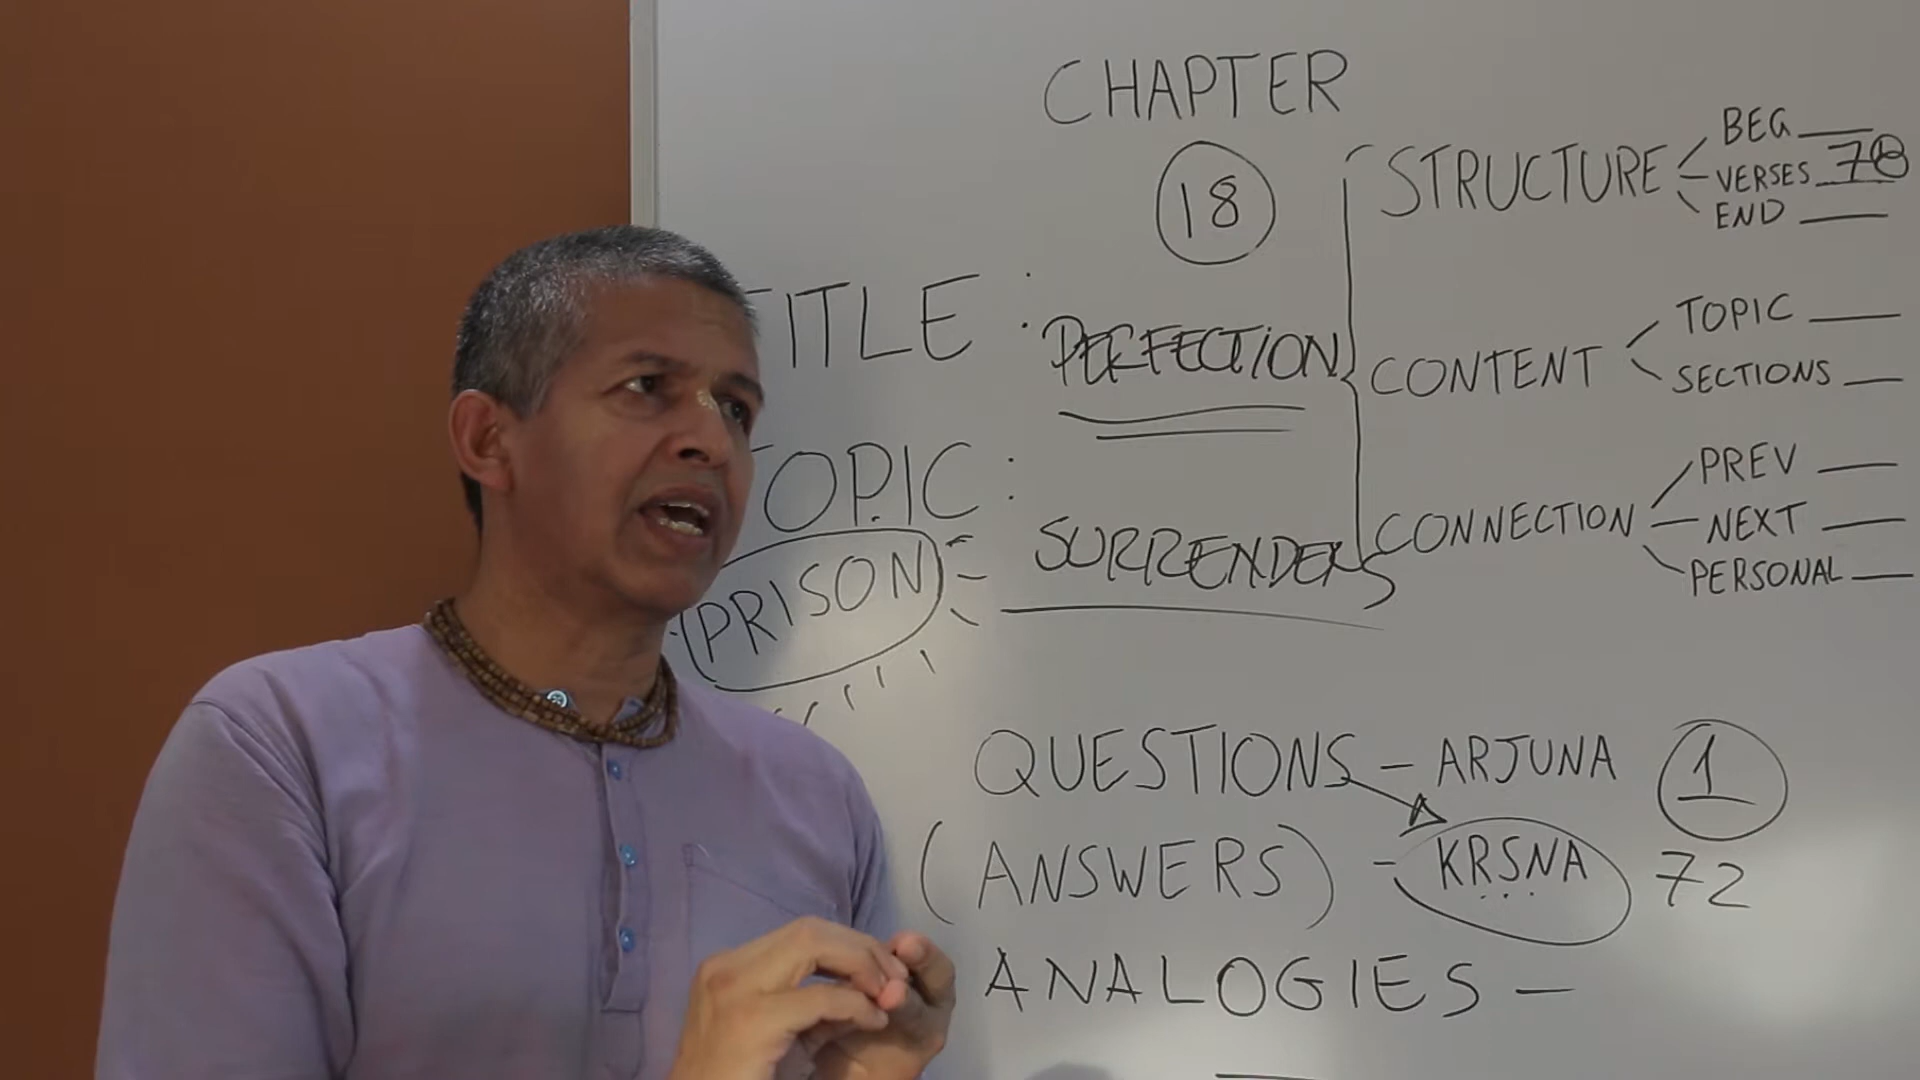 CHAPTER
18
TITLE : PERFECTION
TOPIC : SURRENDERS
PRISON
STRUCTURE
BEG
VERSES 78
END
CONTENT
TOPIC
SECTIONS
CONNECTION
PREV
NEXT
PERSONAL
QUESTIONS - ARJUNA 1
(ANSWERS) - KRSNA 72
ANALOGIES -